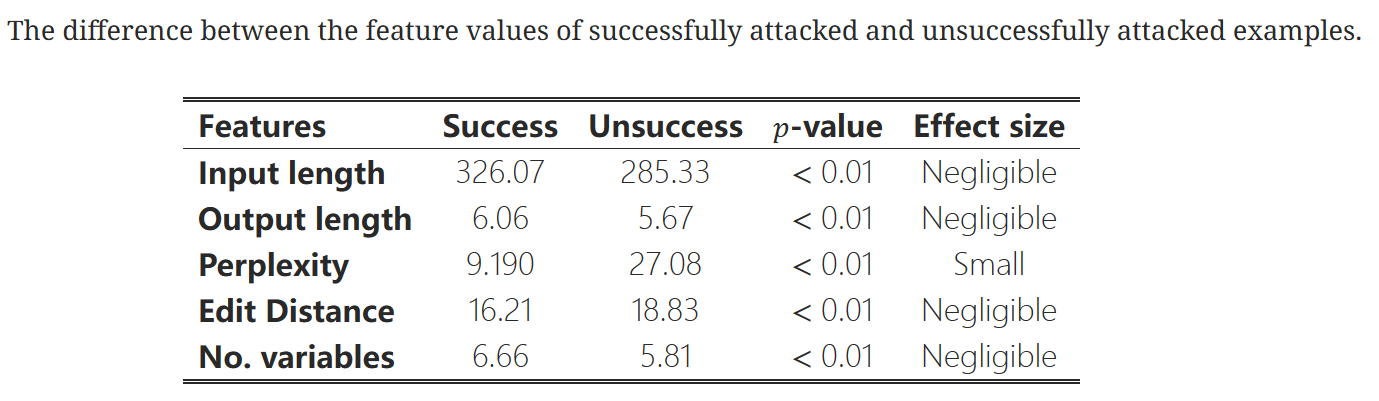 The difference between the feature values of successfully attacked and unsuccessfully attacked examples.
Features Success Unsuccess p-value Effect size
Input length 326.07 285.33 < 0.01 Negligible
Output length 6.06 5.67 < 0.01 Negligible
Perplexity 9.190 27.08 < 0.01 Small
Edit Distance 16.21 18.83 < 0.01 Negligible
No. variables 6.66 5.81 < 0.01 Negligible